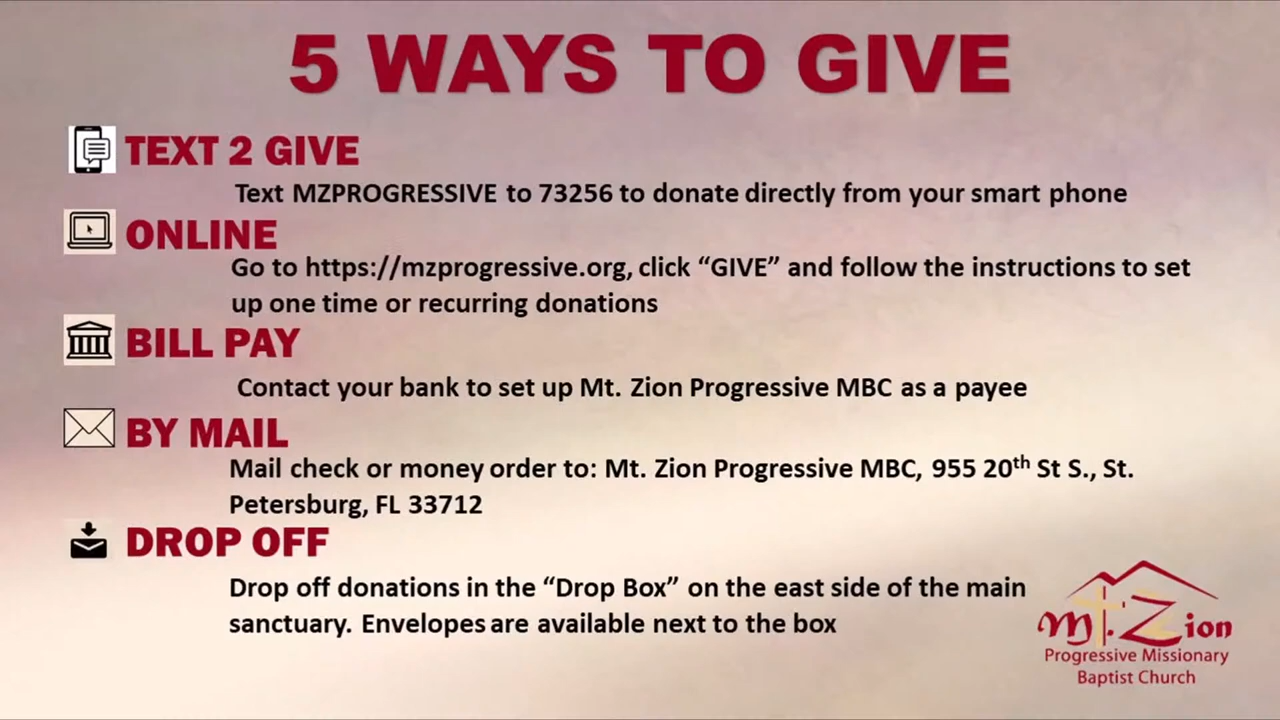 5 WAYS TO GIVE
TEXT 2 GIVE
Text MZPROGRESSIVE to 73256 to donate directly from your smart phone
ONLINE
Go to https://mzprogressive.org, click “GIVE” and follow the instructions to set
up one time or recurring donations
BILL PAY
Contact your bank to set up Mt. Zion Progressive MBC as a payee
BY MAIL
Mail check or money order to: Mt. Zion Progressive MBC, 955 20th St S., St.
Petersburg, FL 33712
DROP OFF
Drop off donations in the “Drop Box” on the east side of the main
sanctuary. Envelopes are available next to the box
Mt. Zion
Progressive Missionary
Baptist Church